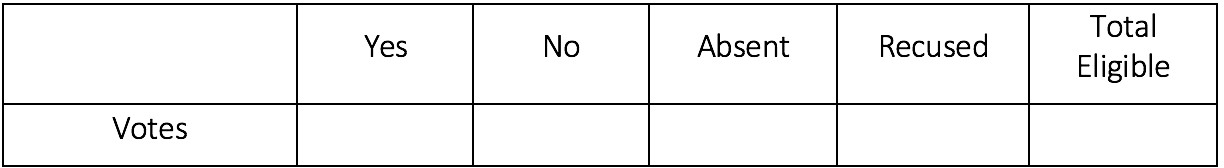 Yes No Absent Recused Total
Eligible
Votes